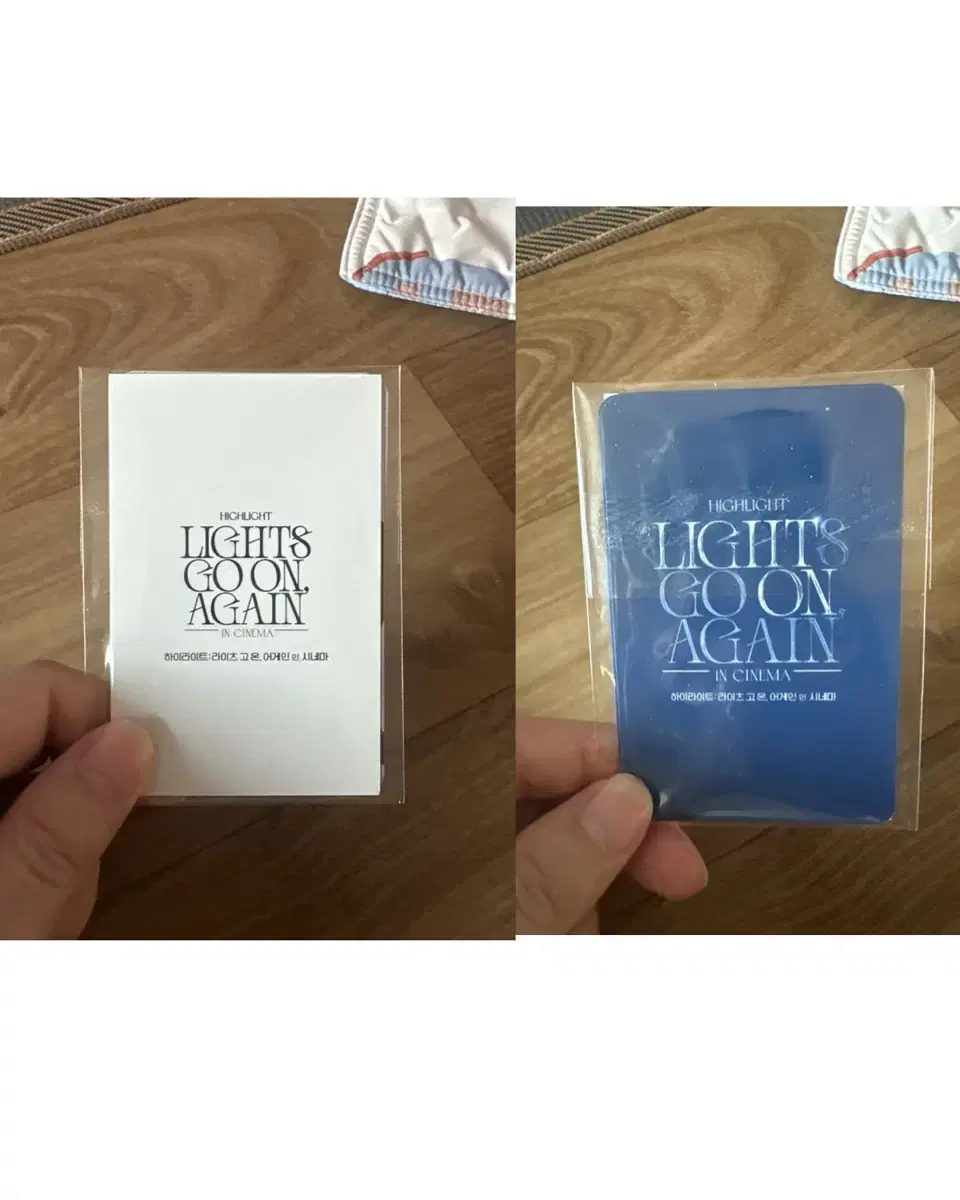 HIGHLIGHT
LIGHTS
GO ON,
AGAIN
IN CINEMA
하이라이트: 라이츠 고 온, 어게인 인 시네마
HIGHLIGHT
LIGHTS
GO ON,
AGAIN
IN CINEMA
하이라이트: 라이츠 고 온, 어게인 인 시네마